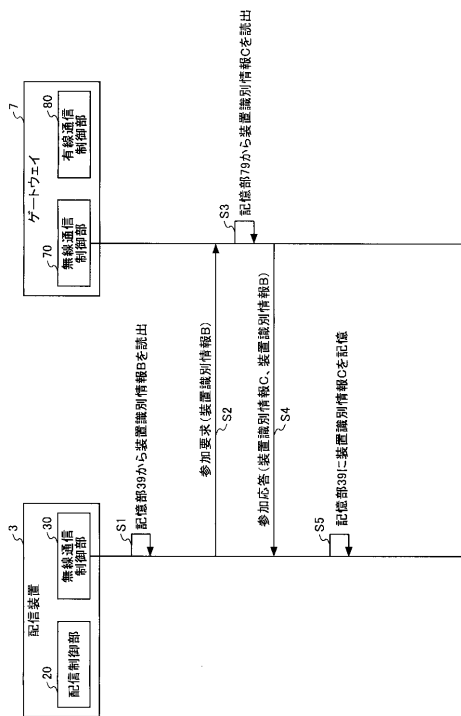 3
配信装置
20
配信制御部
30
無線通信
制御部
7
ゲートウェイ
70
無線通信
制御部
80
有線通信
制御部
S1
記憶部39から装置識別情報Bを読出
参加要求(装置識別情報B)
S2
S3
記憶部79から装置識別情報Cを読出
参加応答(装置識別情報C、装置識別情報B)
S4
S5
記憶部39に装置識別情報Cを記憶